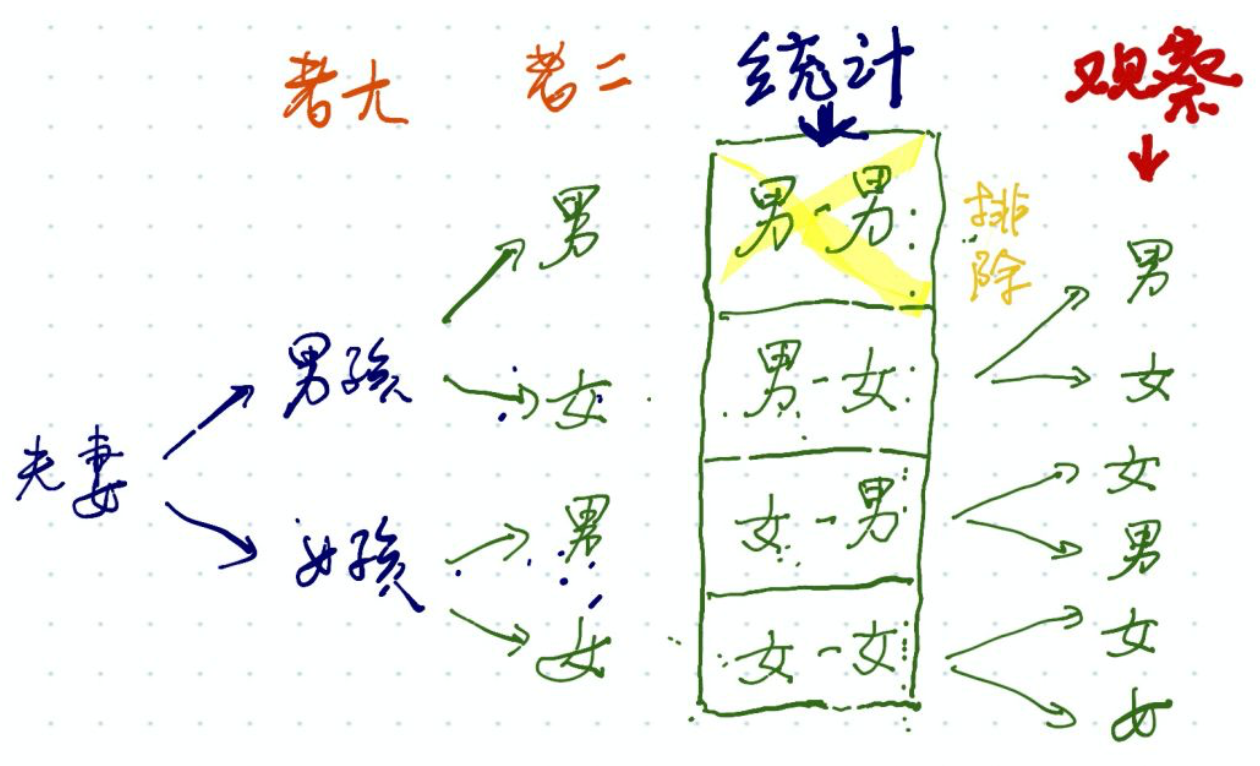 老大 老二 统计 观察
男 男-男 排除
男
男孩 女 男-女 女
夫妻 女
女孩 男 女-男 男
女 女-女 女
女